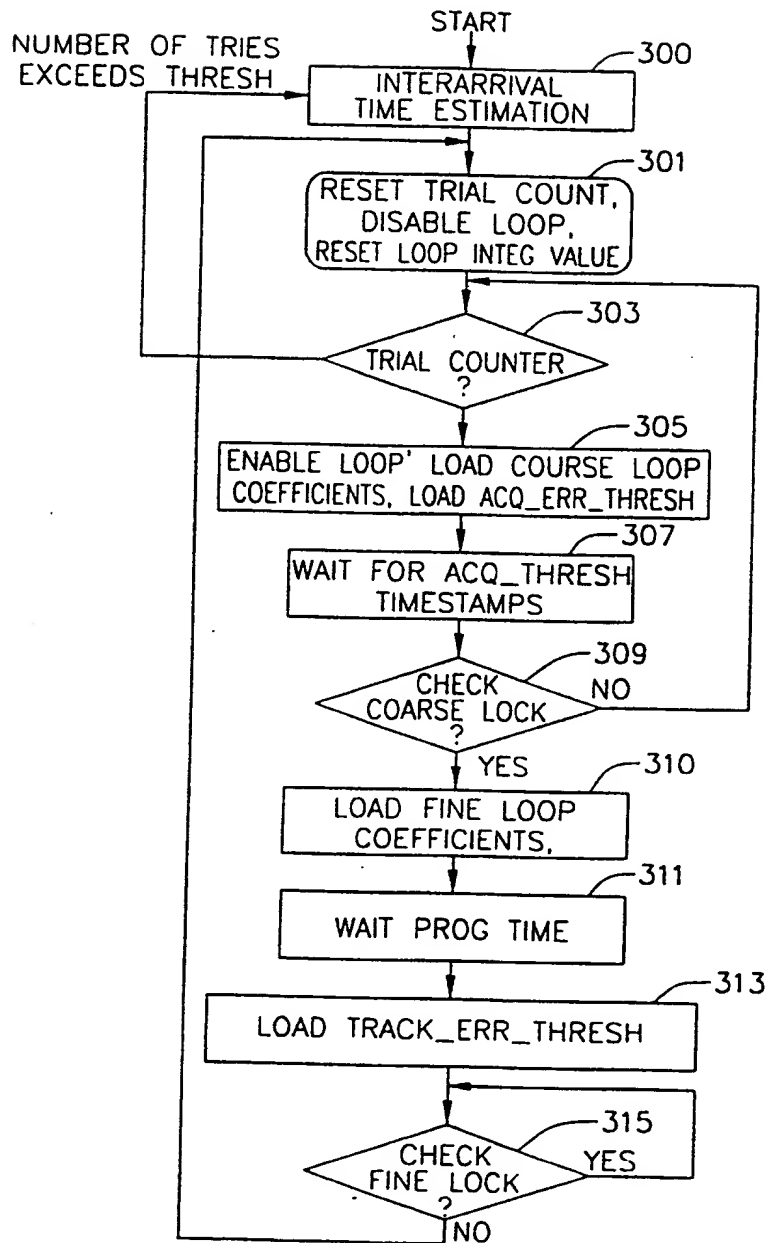 START
NUMBER OF TRIES
EXCEEDS THRESH
300
INTERARRIVAL
TIME ESTIMATION
301
RESET TRIAL COUNT,
DISABLE LOOP,
RESET LOOP INTEG VALUE
303
TRIAL COUNTER
?
305
ENABLE LOOP' LOAD COURSE LOOP
COEFFICIENTS, LOAD ACQ_ERR_THRESH
307
WAIT FOR ACQ_THRESH
TIMESTAMPS
309
CHECK
COARSE LOCK
?
NO
YES
310
LOAD FINE LOOP
COEFFICIENTS,
311
WAIT PROG TIME
313
LOAD TRACK_ERR_THRESH
315
CHECK
FINE LOCK
?
YES
NO